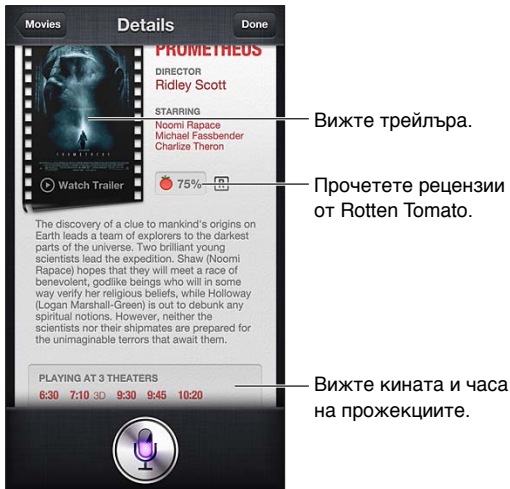 Movies
Details
Done
PROMETHEUS
DIRECTOR
Ridley Scott
STARRING
Noomi Rapace
Michael Fassbender
Charlize Theron
PROMETHEUS
Watch Trailer
75%
R
The discovery of a clue to mankind's origins on
Earth leads a team of explorers to the darkest
parts of the universe. Two brilliant young
scientists lead the expedition. Shaw (Noomi
Rapace) hopes that they will meet a race of
benevolent, godlike beings who will in some
way verify her religious beliefs, while Holloway
(Logan Marshall-Green) is out to debunk any
spiritual notions. However, neither the
scientists nor their shipmates are prepared for
the unimaginable terrors that await them.
PLAYING AT 3 THEATERS
6:30 7:10 3D 9:30 9:45 10:20
Вижте трейлъра.
Прочетете рецензии
от Rotten Tomato.
Вижте кината и часа
на прожекциите.